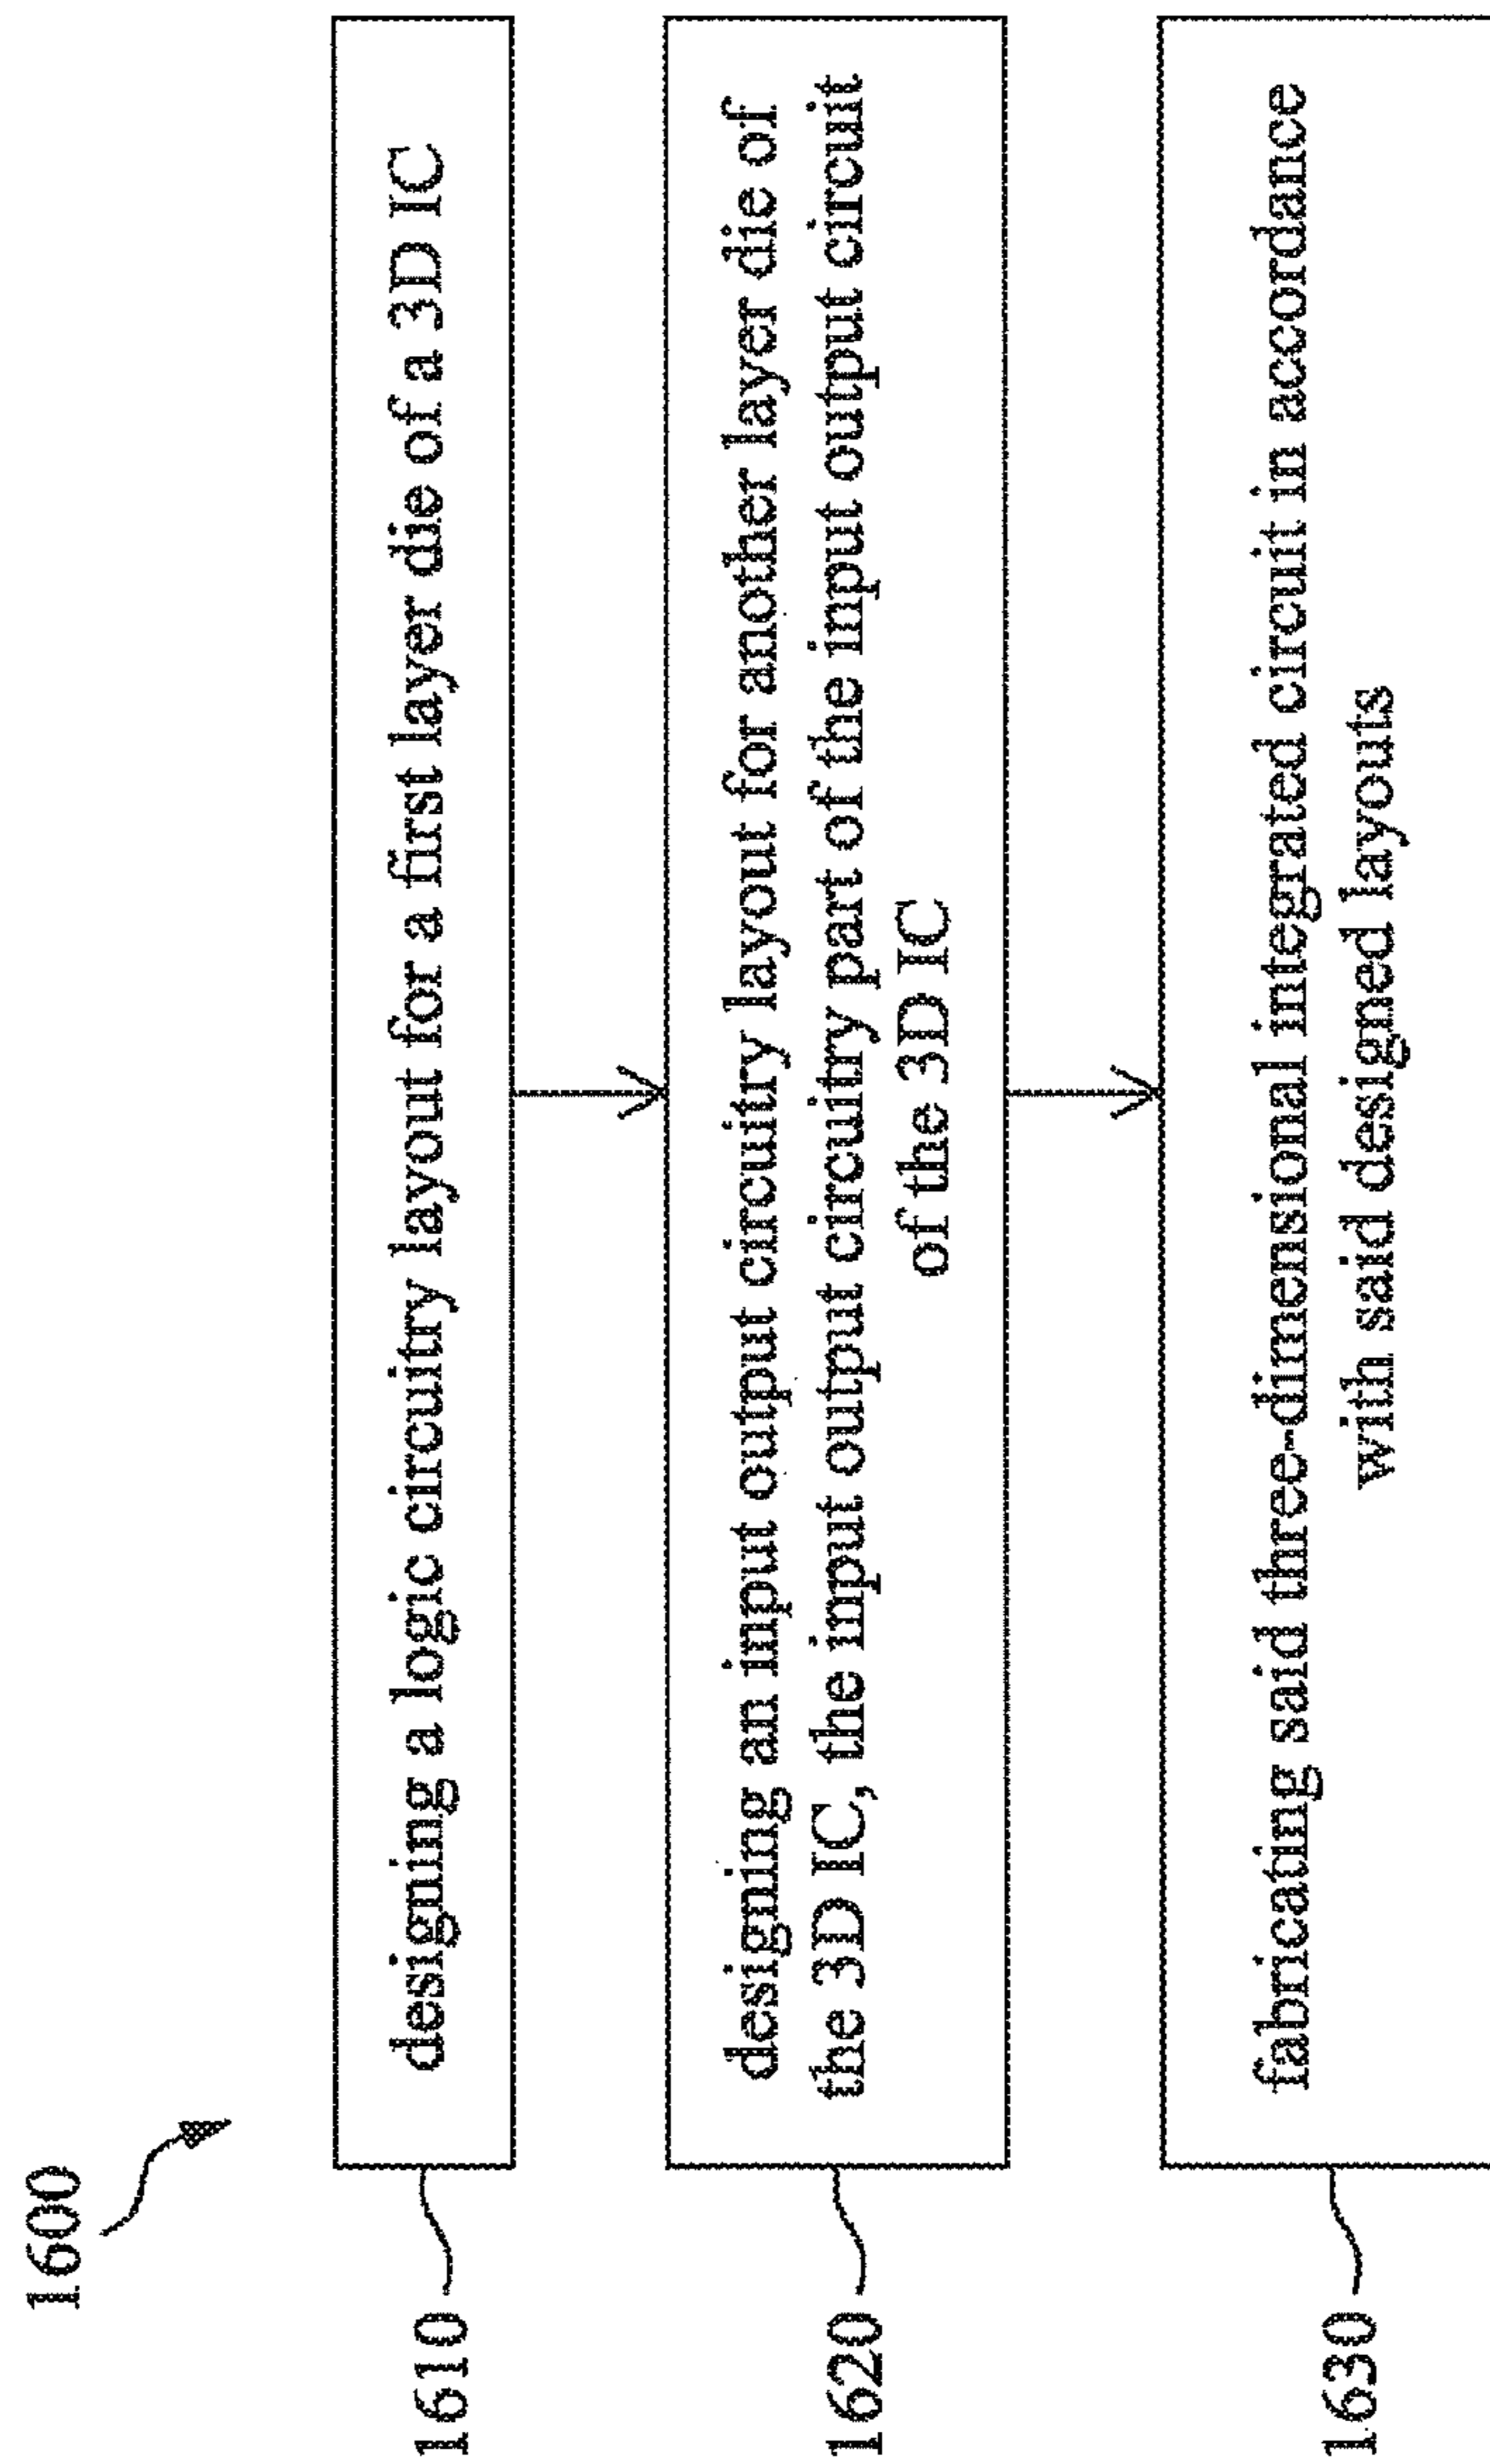 1600
1610
designing a logic circuitry layout for a first layer die of a 3D IC
1620
designing an input output circuitry layout for another layer die of
the 3D IC, the input output circuitry part of the input output circuit
of the 3D IC
1630
fabricating said three-dimensional integrated circuit in accordance
with said designed layouts